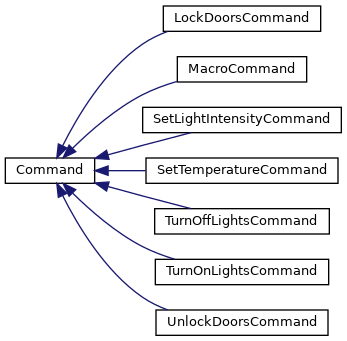 LockDoorsCommand
MacroCommand
SetLightIntensityCommand
Command
SetTemperatureCommand
TurnOffLightsCommand
TurnOnLightsCommand
UnlockDoorsCommand